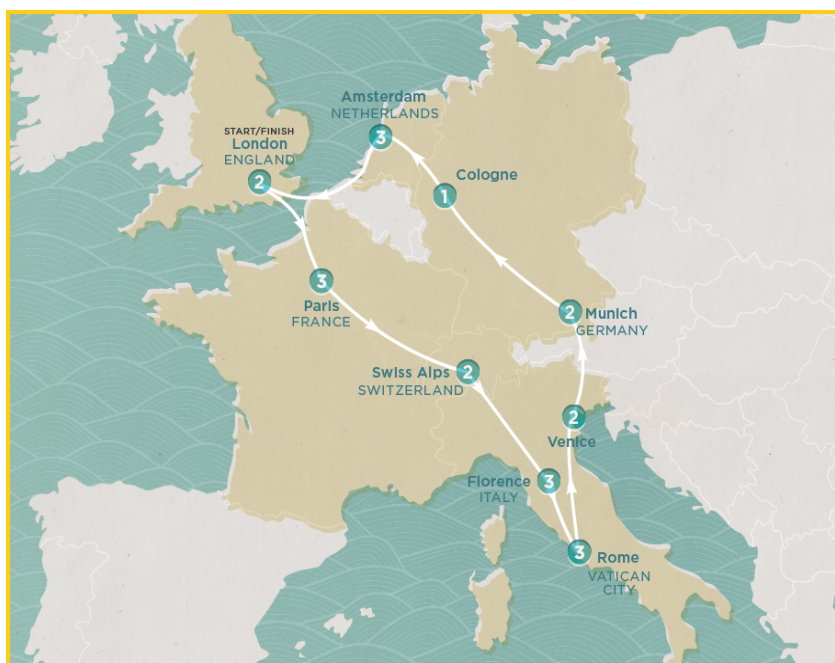 Amsterdam
NETHERLANDS
3
START/FINISH
London
ENGLAND
2
Cologne
1
3
Paris
FRANCE
2
Munich
GERMANY
Swiss Alps
SWITZERLAND
2
2
Venice
Florence
ITALY
3
3
Rome
VATICAN
CITY